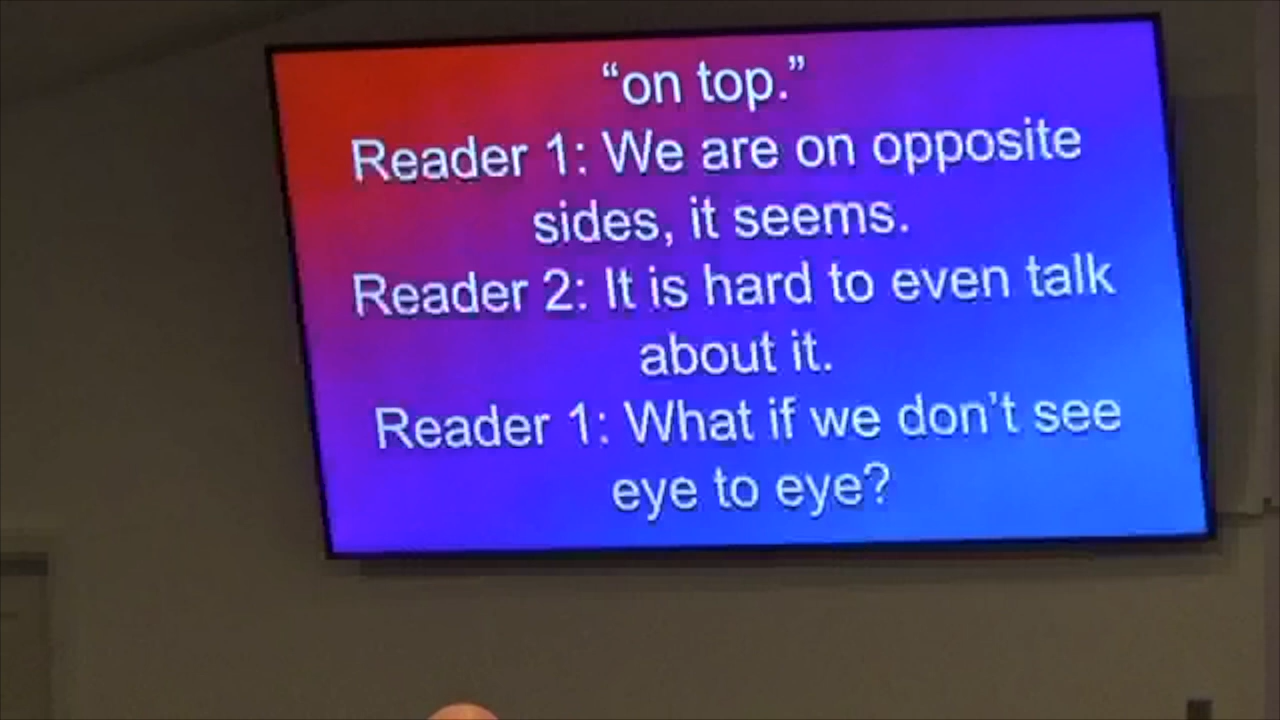 “on top.”
Reader 1: We are on opposite
sides, it seems.
Reader 2: It is hard to even talk
about it.
Reader 1: What if we don’t see
eye to eye?